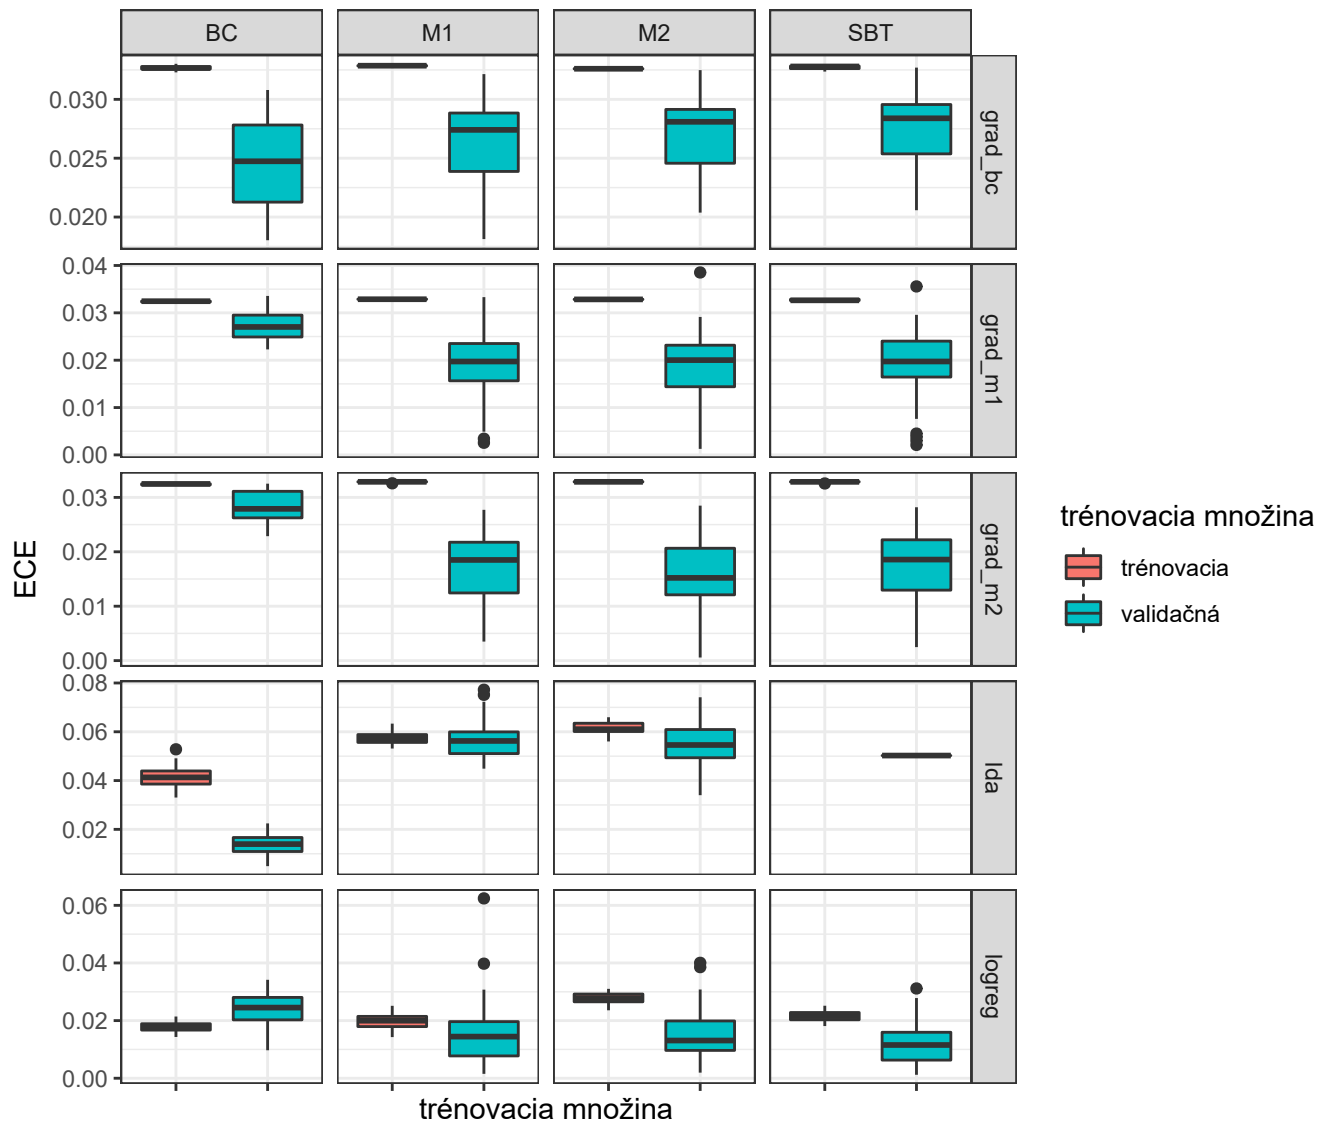 BC M1 M2 SBT
0.030
0.025
0.020
grad_bc
0.04
0.03
0.02
0.01
0.00
grad_m1
0.03
0.02
0.01
0.00
grad_m2
0.08
0.06
0.04
0.02
lda
0.06
0.04
0.02
0.00
logreg
ECE
trénovacia množina
trénovacia množina
trénovacia
validačná